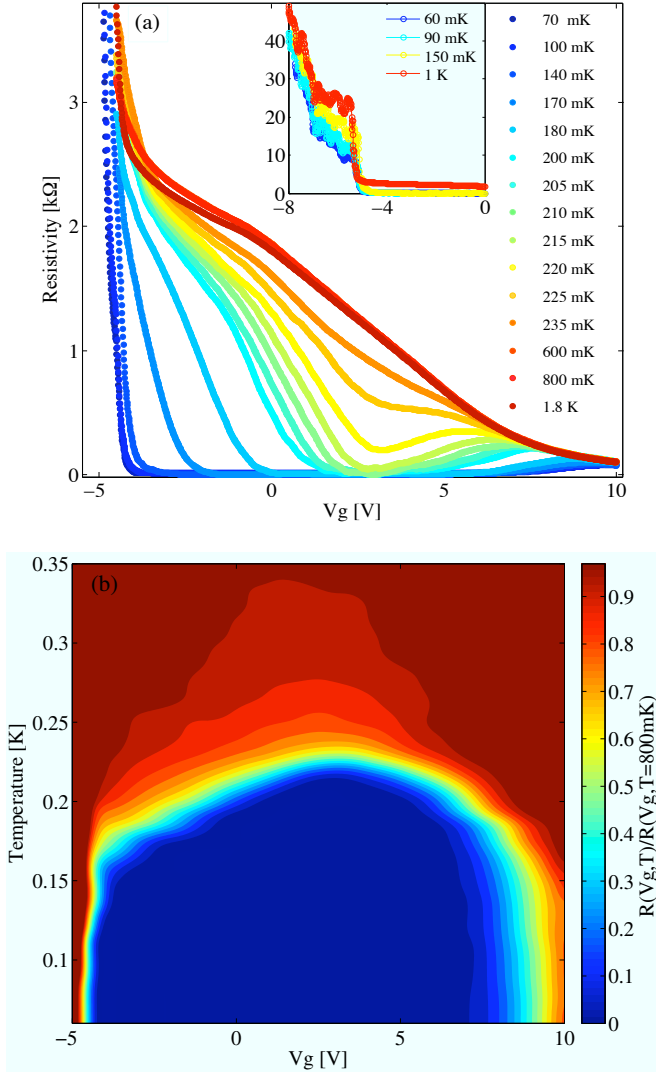 (a)
3
2
1
0
Resistivity [kΩ]
−5
0
5
10
Vg [V]
40
30
20
10
0
−8
−4
0
60 mK
90 mK
150 mK
1 K
70 mK
100 mK
140 mK
170 mK
180 mK
200 mK
205 mK
210 mK
215 mK
220 mK
225 mK
235 mK
600 mK
800 mK
1.8 K
(b)
0.35
0.3
0.25
0.2
0.15
0.1
Temperature [K]
−5
0
5
10
Vg [V]
0.9
0.8
0.7
0.6
0.5
0.4
0.3
0.2
0.1
0
R(Vg,T)/R(Vg,T=800mK)